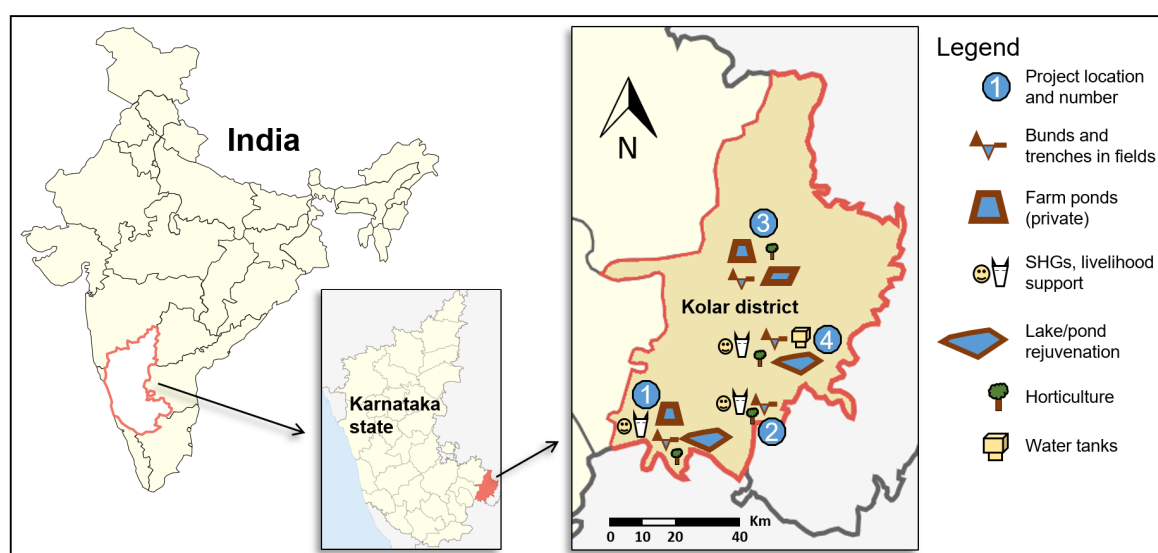 India
Karnataka
state
N
3
Kolar district
4
1
2
Km
0 10 20 40
Legend
1
Project location
and number
Bunds and
trenches in fields
Farm ponds
(private)
SHGs, livelihood
support
Lake/pond
rejuvenation
Horticulture
Water tanks